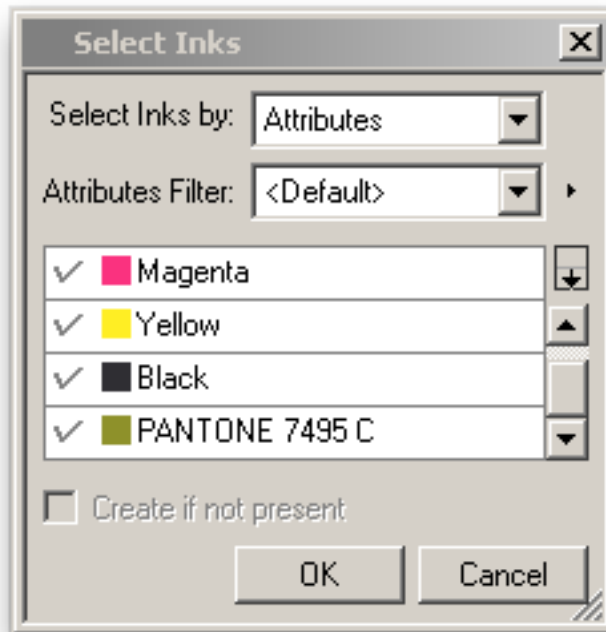 Select Inks
Select Inks by: Attributes
Attributes Filter: <Default>
Magenta
Yellow
Black
PANTONE 7495 C
Create if not present
OK Cancel